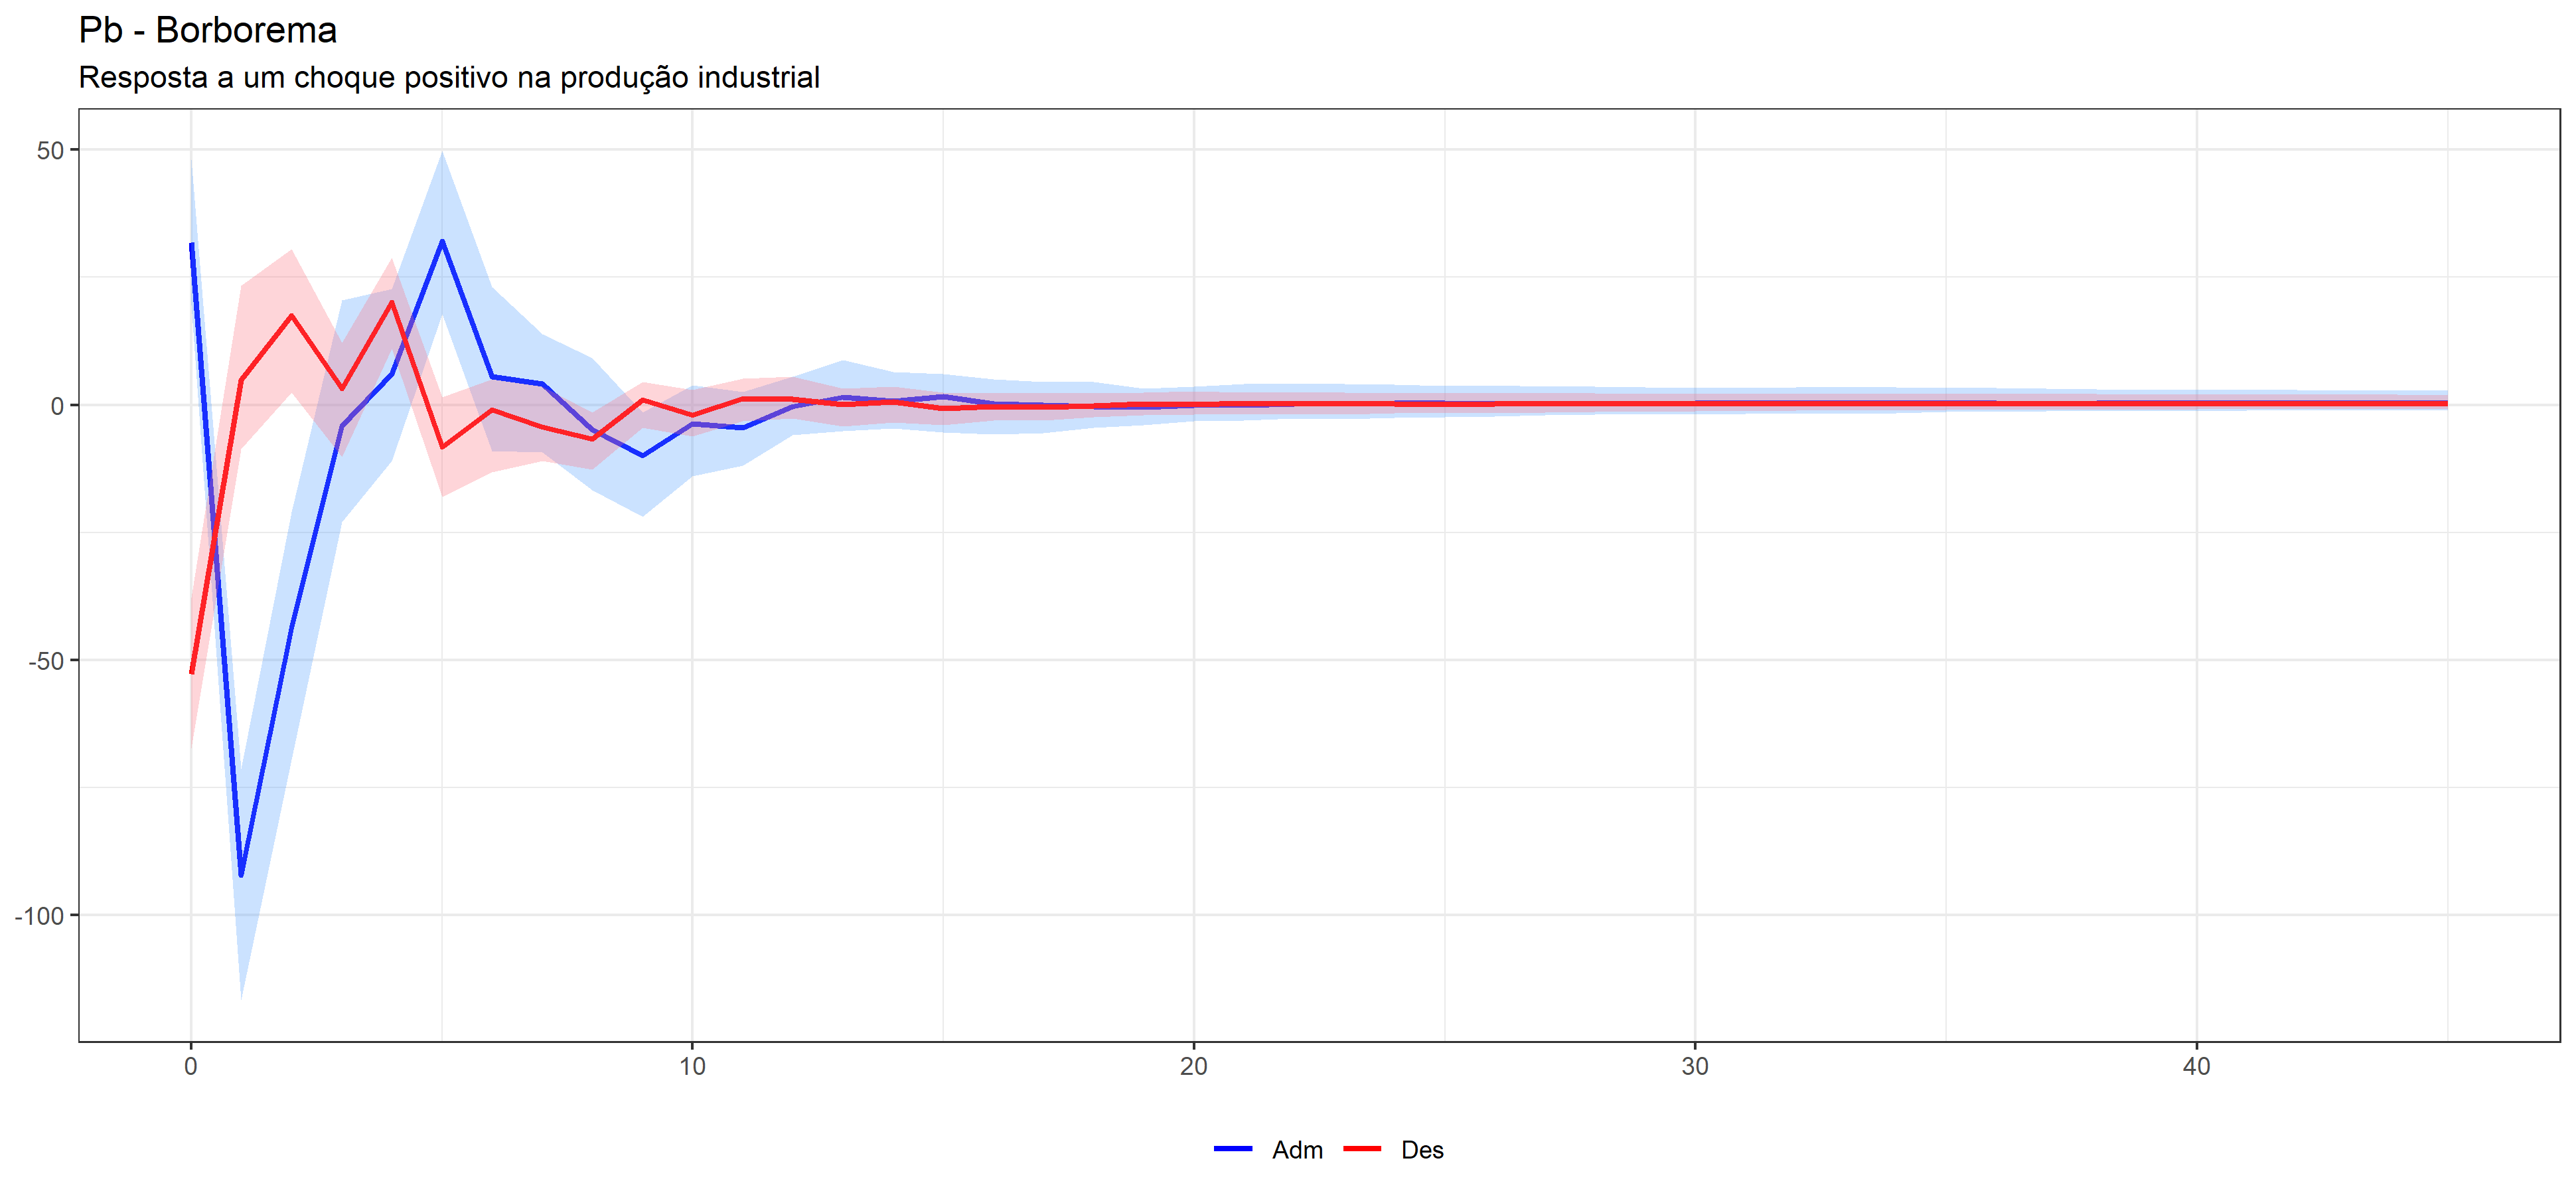 Pb - Borborema
Resposta a um choque positivo na produção industrial
50
0
-50
-100
0 10 20 30 40
Adm Des